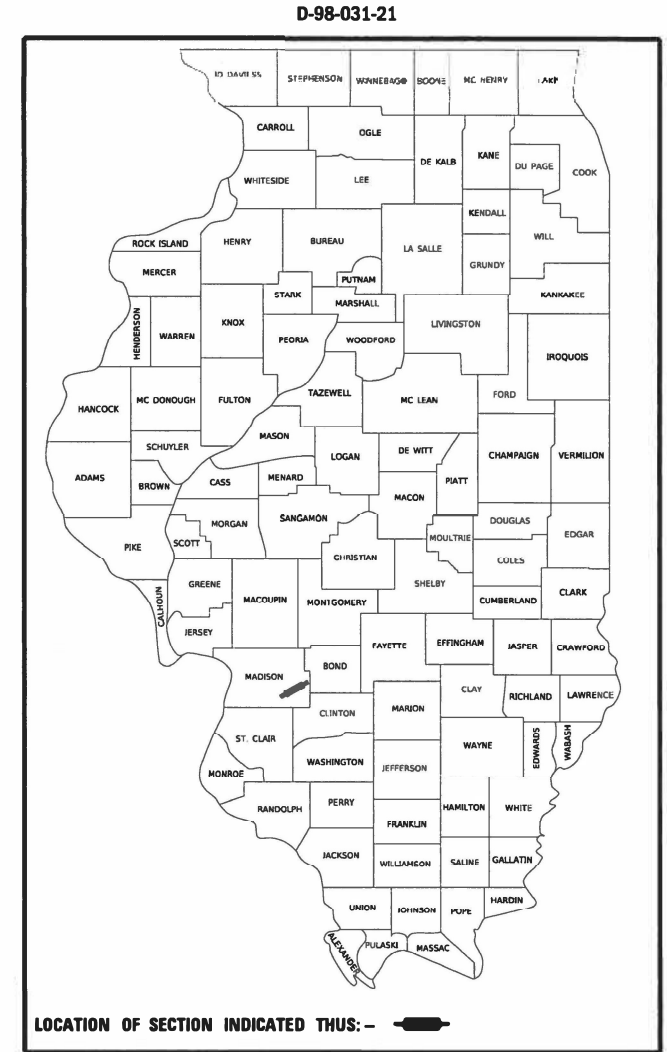 D-98-031-21
JO DAVIESS STEPHENSON WINNEBAGO BOONE MC HENRY LAKE
CARROLL OGLE DE KALB KANE DU PAGE COOK
WHITESIDE LEE
KENDALL WILL
ROCK ISLAND HENRY BUREAU LA SALLE GRUNDY
MERCER PUTNAM
STARK MARSHALL KANKAKEE
HENDERSON WARREN KNOX PEORIA WOODFORD LIVINGSTON IROQUOIS
HANCOCK MC DONOUGH FULTON TAZEWELL MC LEAN FORD
MASON
SCHUYLER LOGAN DE WITT CHAMPAIGN VERMILION
ADAMS BROWN CASS MENARD PIATT
MACON
MORGAN SANGAMON DOUGLAS
PIKE SCOTT CHRISTIAN MOULTRIE EDGAR
COLES
GREENE SHELBY
CALHOUN MACOUPIN MONTGOMERY CUMBERLAND CLARK
JERSEY FAYETTE EFFINGHAM JASPER CRAWFORD
BOND
MADISON CLAY RICHLAND LAWRENCE
CLINTON MARION
ST. CLAIR WAYNE EDWARDS WABASH
WASHINGTON JEFFERSON
MONROE
RANDOLPH PERRY HAMILTON WHITE
FRANKLIN
JACKSON WILLIAMSON SALINE GALLATIN
UNION JOHNSON POPE HARDIN
ALEXANDER PULASKI MASSAC
LOCATION OF SECTION INDICATED THUS: –